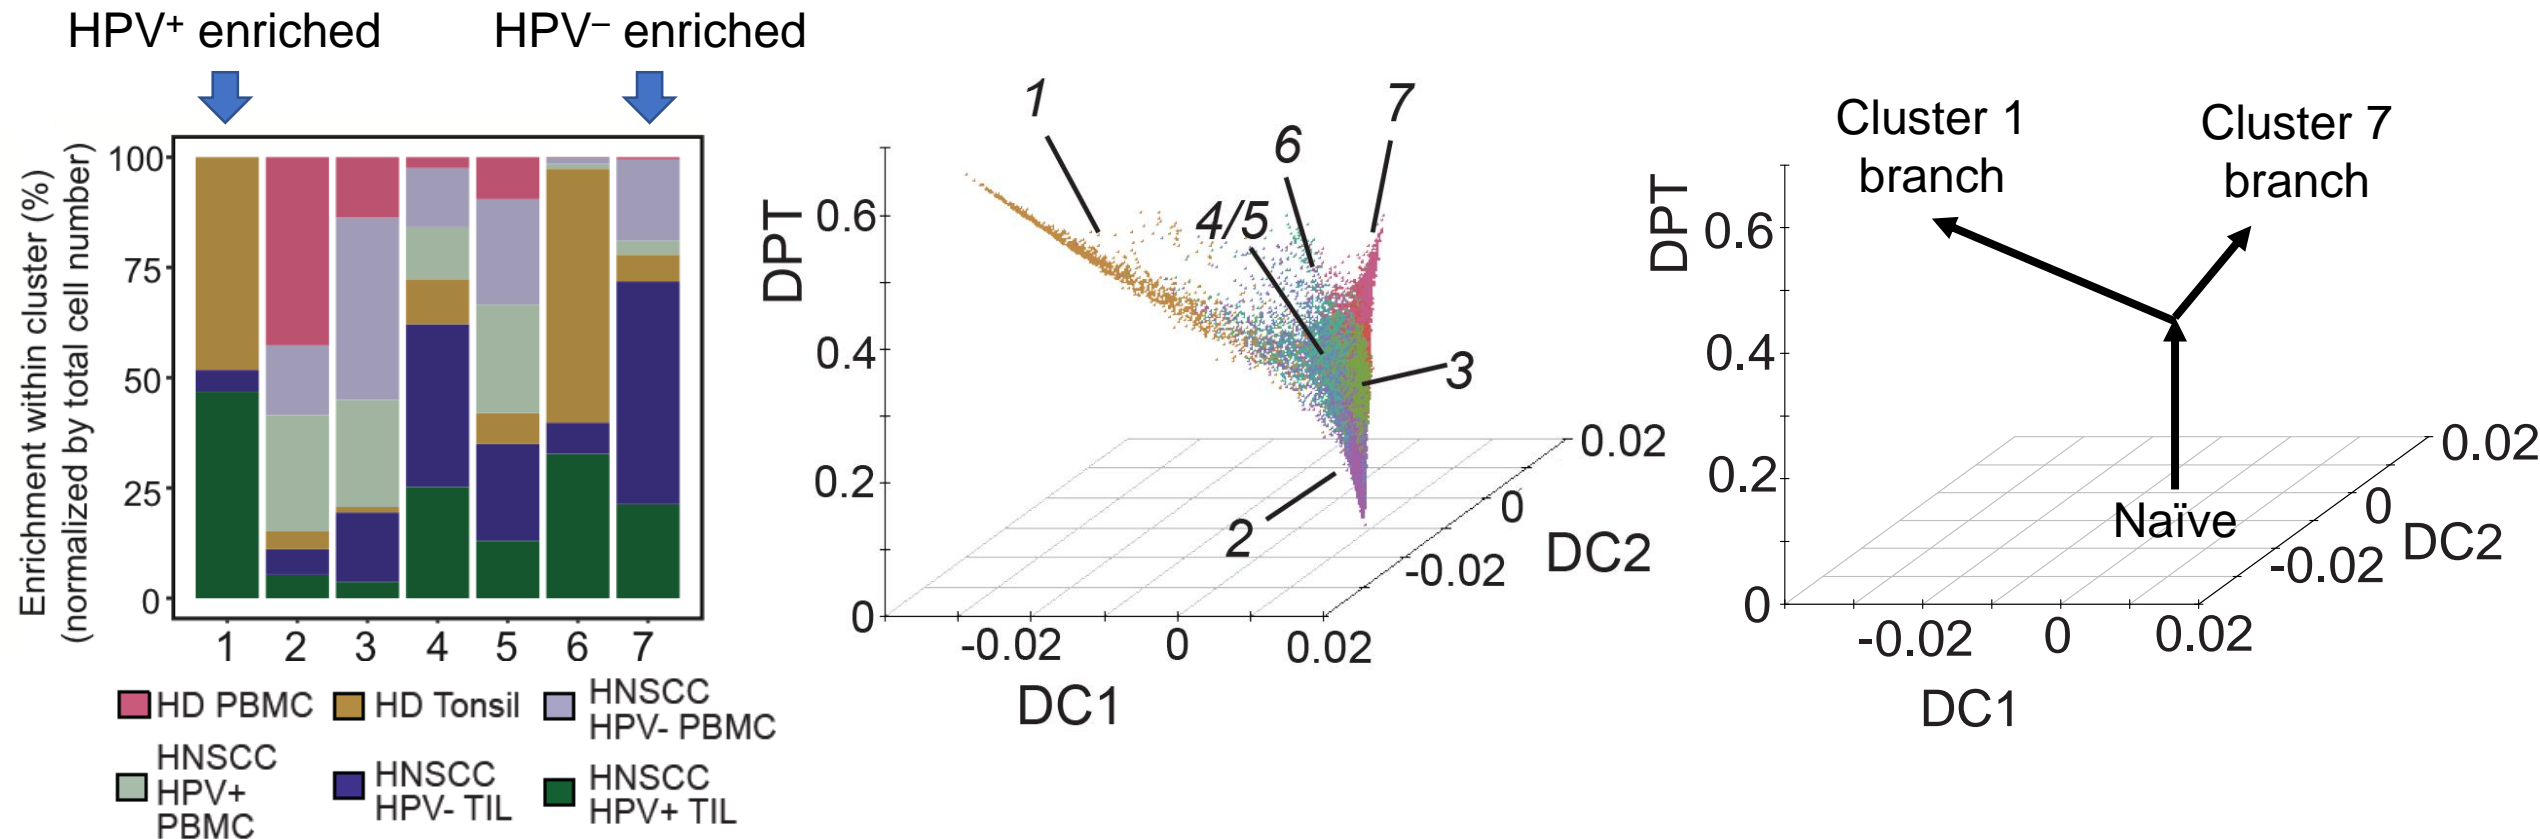 HPV+ enriched
HPV– enriched
Enrichment within cluster (%)
(normalized by total cell number)
100
75
50
25
0
1 2 3 4 5 6 7
HD PBMC
HD Tonsil
HNSCC
HPV- PBMC
HNSCC
HPV+
PBMC
HNSCC
HPV- TIL
HNSCC
HPV+ TIL
1
7
6
4/5
3
2
DPT
0.6
0.4
0.2
0
-0.02
0
0.02
DC1
0.02
0
-0.02
DC2
Cluster 1
branch
Cluster 7
branch
Naïve
DPT
0.6
0.4
0.2
0
-0.02
0
0.02
DC1
0.02
0
-0.02
DC2